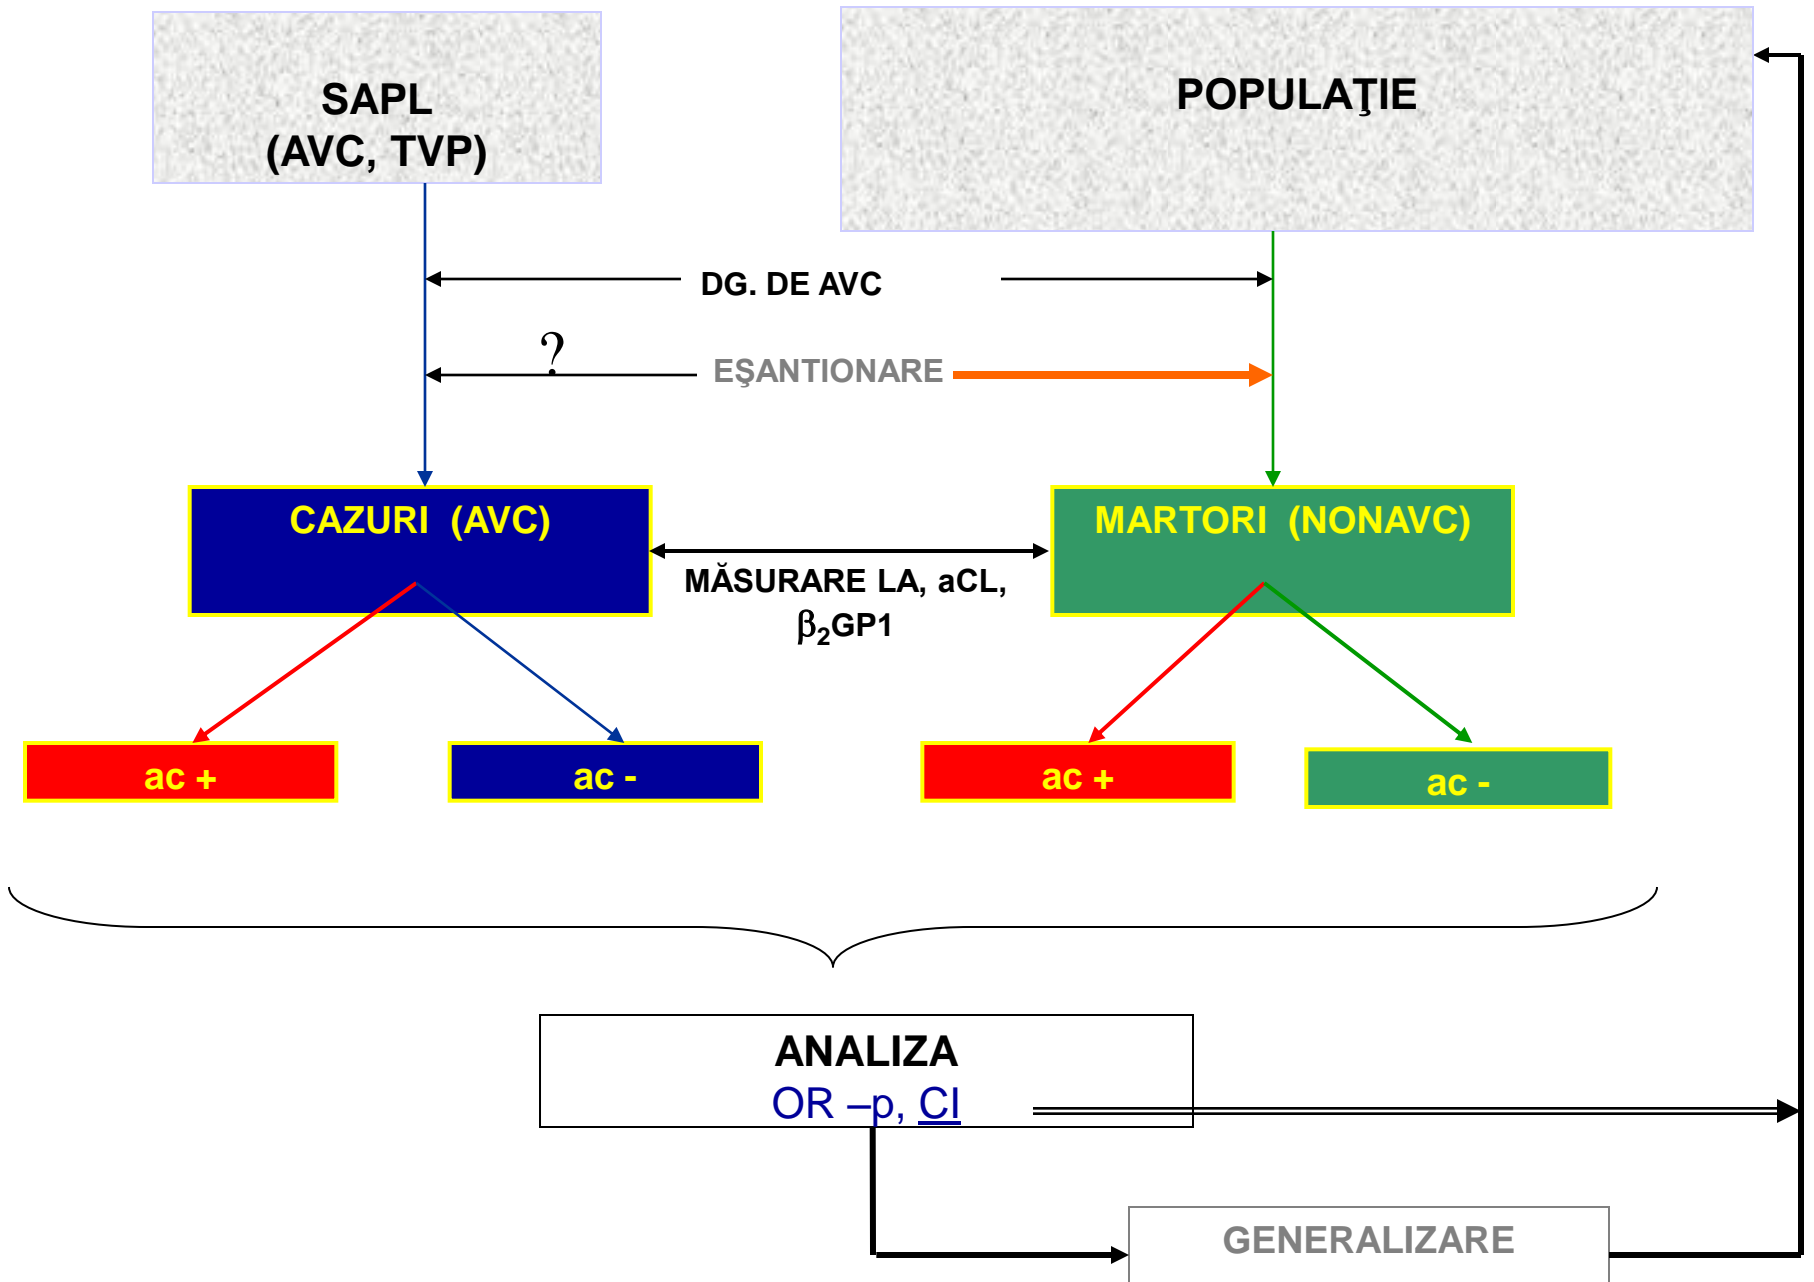 SAPL
(AVC, TVP)
POPULAŢIE
DG. DE AVC
?
EŞANTIONARE
CAZURI (AVC)
MARTORI (NONAVC)
MĂSURARE LA, aCL,
β₂GP1
ac +
ac -
ac +
ac -
ANALIZA
OR –p, CI
GENERALIZARE